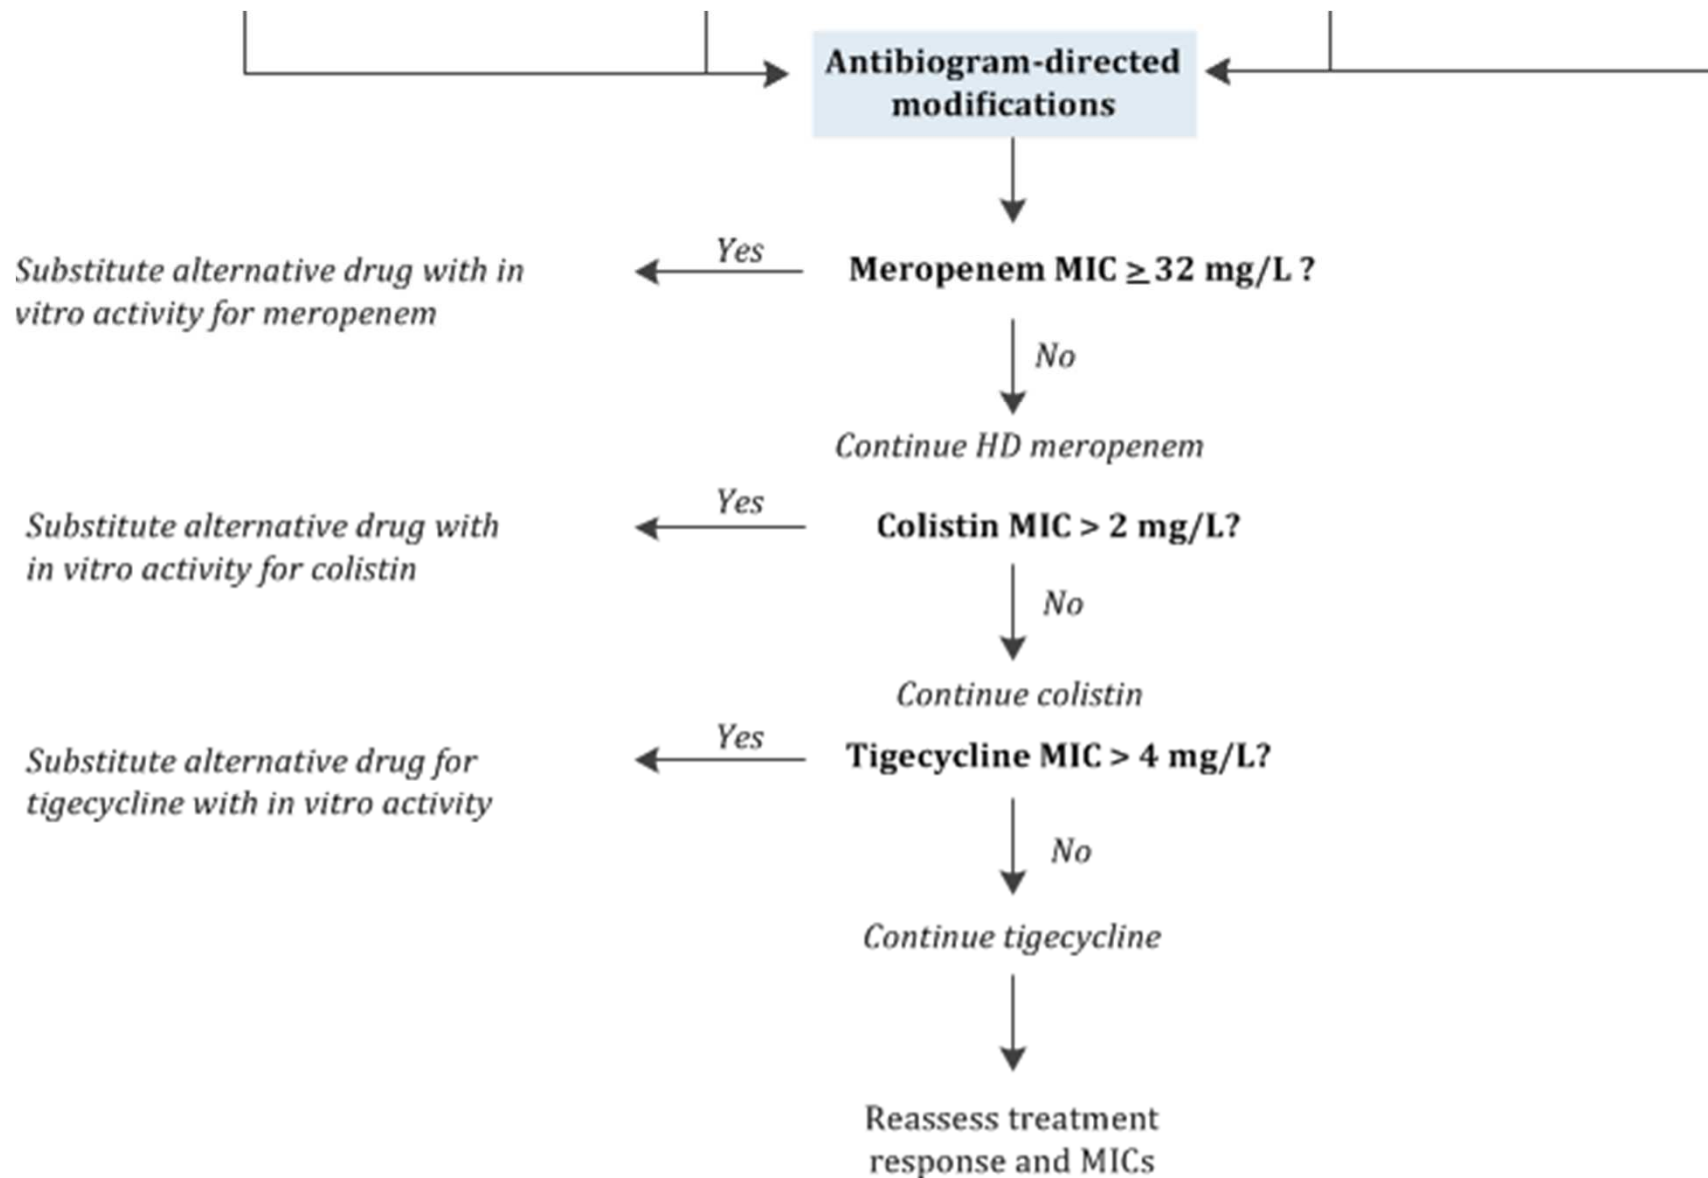 Antibiogram-directed
modifications
Yes
Meropenem MIC ≥ 32 mg/L ?
Substitute alternative drug with in
vitro activity for meropenem
No
Continue HD meropenem
Yes
Colistin MIC > 2 mg/L?
Substitute alternative drug with
in vitro activity for colistin
No
Continue colistin
Yes
Tigecycline MIC > 4 mg/L?
Substitute alternative drug for
tigecycline with in vitro activity
No
Continue tigecycline
Reassess treatment
response and MICs